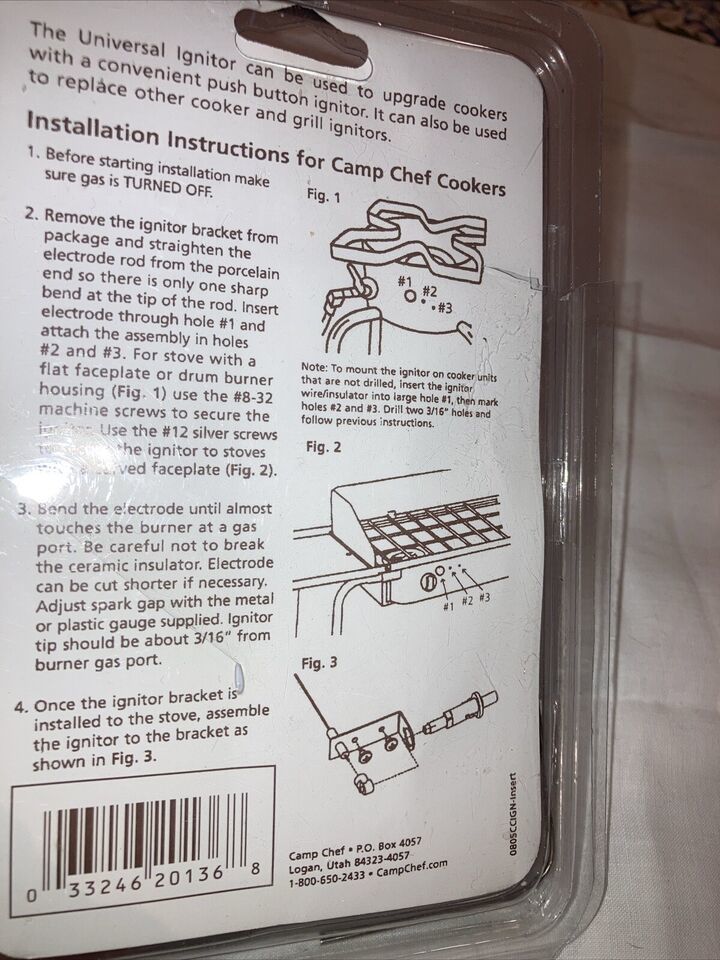 The Universal Ignitor can be used to upgrade cookers
with a convenient push button ignitor. It can also be used
to replace other cooker and grill ignitors.
Installation Instructions for Camp Chef Cookers
1. Before starting installation make
sure gas is TURNED OFF.
2. Remove the ignitor bracket from
package and straighten the
electrode rod from the porcelain
end so there is only one sharp
bend at the tip of the rod. Insert
electrode through hole #1 and
attach the assembly in holes
#2 and #3. For stove with a
flat faceplate or drum burner
housing (Fig. 1) use the #8-32
machine screws to secure the
Use the #12 silver screws
the ignitor to stoves
faceplate (Fig. 2).
3. Bend the electrode until almost
touches the burner at a gas
port. Be careful not to break
the ceramic insulator. Electrode
can be cut shorter if necessary.
Adjust spark gap with the metal
or plastic gauge supplied. Ignitor
tip should be about 3/16" from
burner gas port.
4. Once the ignitor bracket is
installed to the stove, assemble
the ignitor to the bracket as
shown in Fig. 3.
Fig. 1
#1 #2 #3
Note: To mount the ignitor on cooker units
that are not drilled, insert the ignitor
wire/insulator into large hole #1, then mark
holes #2 and #3. Drill two 3/16" holes and
follow previous instructions.
Fig. 2
#1 #2 #3
Fig. 3
0 33246 20136 8
Camp Chef • P.O. Box 4057
Logan, Utah 84323-4057
1-800-650-2433 • CampChef.com
0805CCIGN-Insert